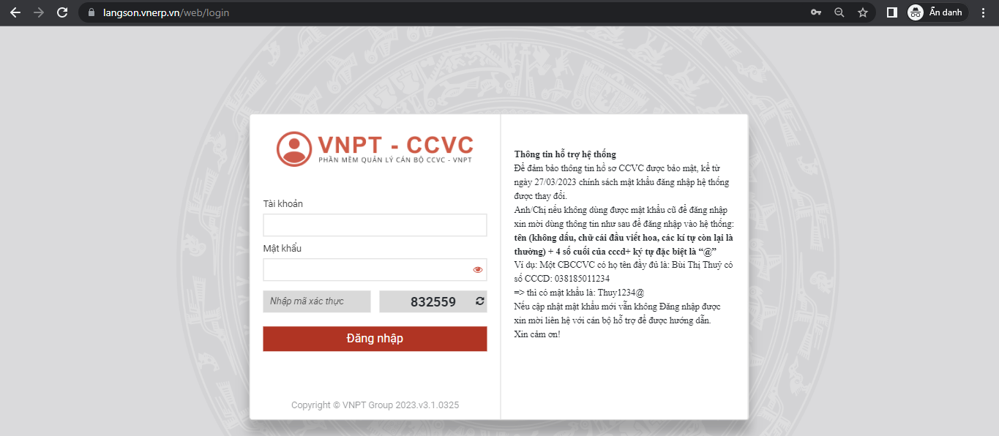 langson.vnerp.vn/web/login
Ẩn danh
VNPT - CCVC
PHẦN MỀM QUẢN LÝ CÁN BỘ CCVC - VNPT
Tài khoản
Mật khẩu
Nhập mã xác thực
832559
Đăng nhập
Copyright © VNPT Group 2023.v3.1.0325
Thông tin hỗ trợ hệ thống
Để đảm bảo thông tin hồ sơ CCVC được bảo mật, kể từ
ngày 27/03/2023 chính sách mật khẩu đăng nhập hệ thống
được thay đổi.
Anh/Chị nếu không dùng được mật khẩu cũ để đăng nhập
xin mời dùng thông tin như sau để đăng nhập vào hệ thống:
tên (không dấu, chữ cái đầu viết hoa, các kí tự còn lại là
thường) + 4 số cuối của cccd+ ký tự đặc biệt là “@”
Ví dụ: Một CBCCVC có họ tên đầy đủ là: Bùi Thị Thuỷ có
số CCCD: 038185011234
=> thì có mật khẩu là: Thuy1234@
Nếu cập nhật mật khẩu mới vẫn không Đăng nhập được
xin mời liên hệ với cán bộ hỗ trợ để được hướng dẫn.
Xin cảm ơn!